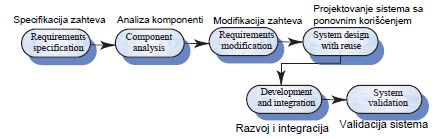 Specifikacija zahteva
Analiza komponenti
Modifikacija zahteva
Projektovanje sistema sa
ponovnim korišćenjem
Requirements
specification
Component
analysis
Requirements
modification
System design
with reuse
Development
and integration
System
validation
Razvoj i integracija
Validacija sistema